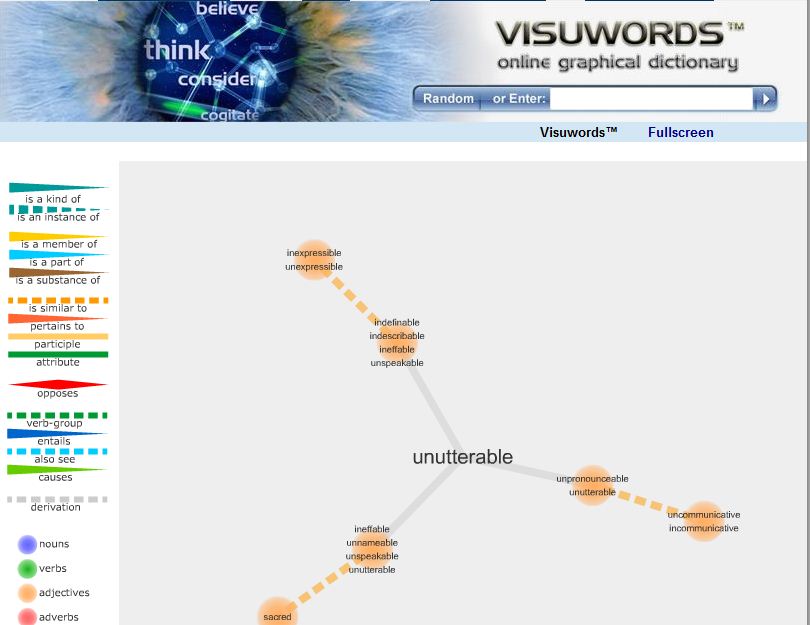 believe
think
consider
cogitate
VISUWORDS™
online graphical dictionary
Random or Enter:
Visuwords™ Fullscreen
is a kind of
is an instance of
is a member of
is a part of
is a substance of
is similar to
pertains to
participle
attribute
opposes
verb-group
entails
also see
causes
derivation
nouns
verbs
adjectives
adverbs
inexpressible
unexpressible
indefinable
indescribable
ineffable
unspeakable
unutterable
unpronounceable
unutterable
uncommunicative
incommunicative
ineffable
unnameable
unspeakable
unutterable
sacred